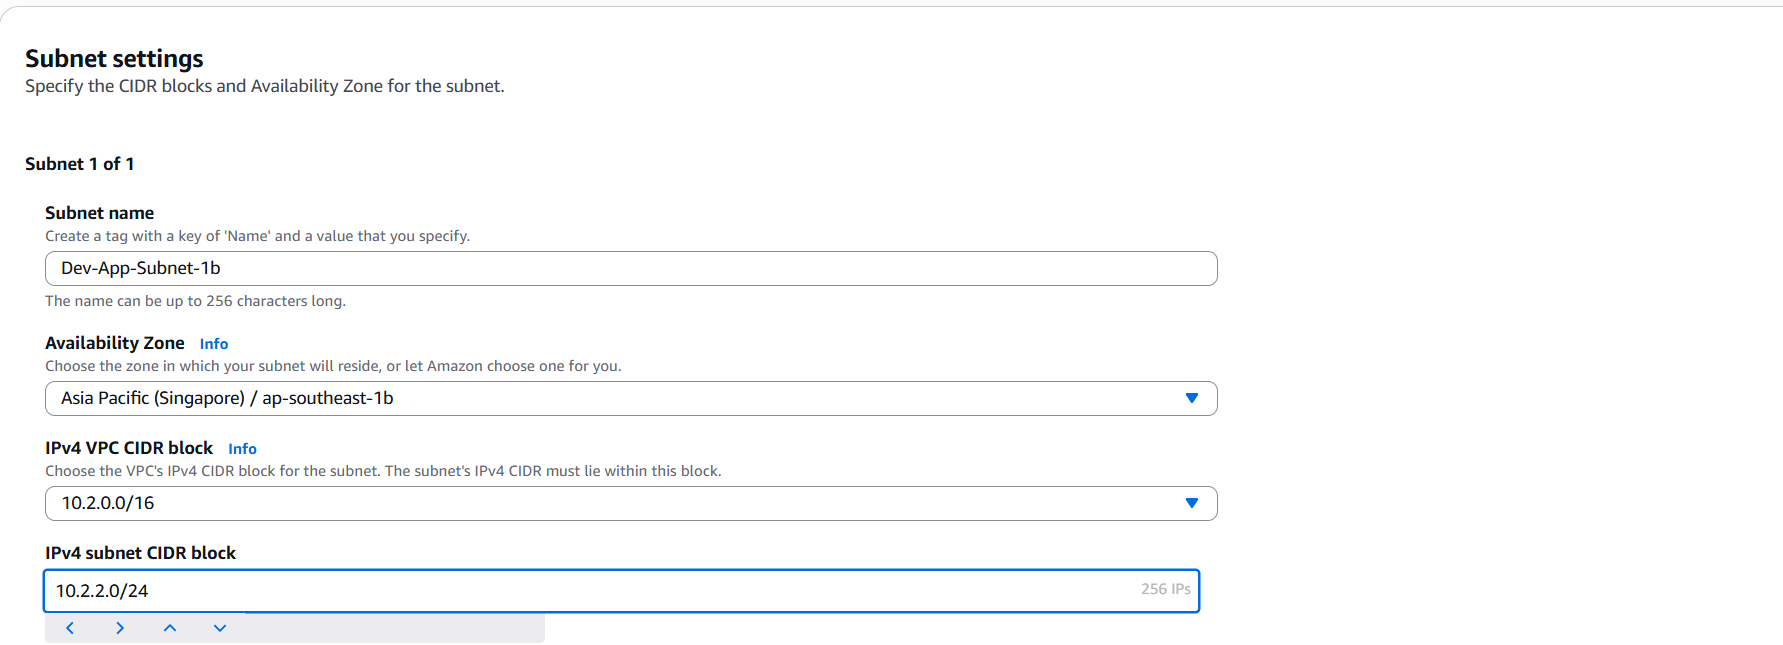 Subnet settings
Specify the CIDR blocks and Availability Zone for the subnet.
Subnet 1 of 1
Subnet name
Create a tag with a key of 'Name' and a value that you specify.
Dev-App-Subnet-1b
The name can be up to 256 characters long.
Availability Zone Info
Choose the zone in which your subnet will reside, or let Amazon choose one for you.
Asia Pacific (Singapore) / ap-southeast-1b
IPv4 VPC CIDR block Info
Choose the VPC's IPv4 CIDR block for the subnet. The subnet's IPv4 CIDR must lie within this block.
10.2.0.0/16
IPv4 subnet CIDR block
10.2.2.0/24 256 IPs